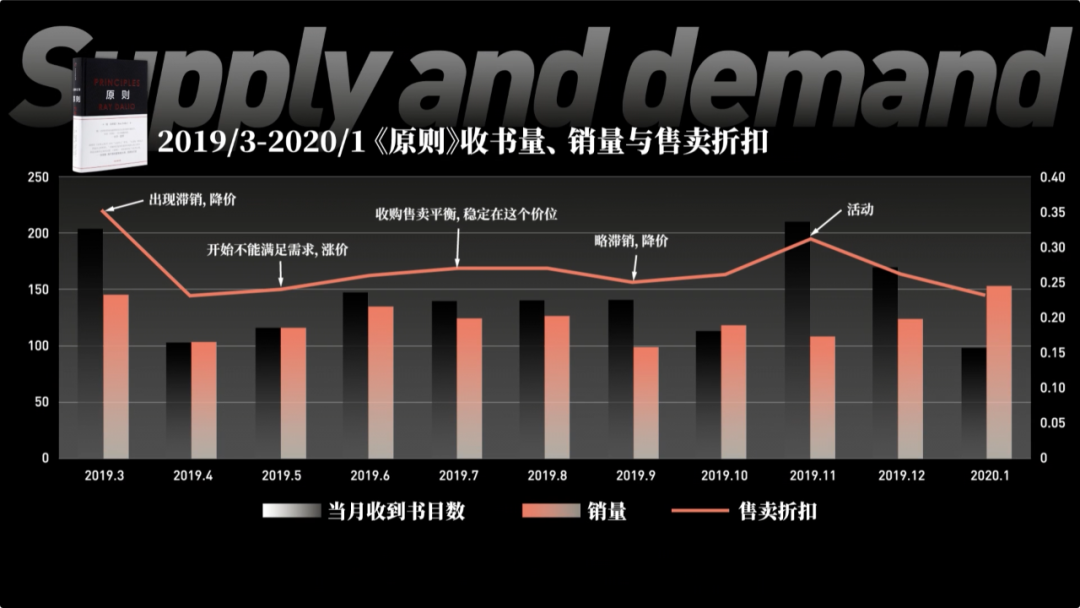 Supply and demand
PRINCIPLES
原则
RAY DALIO
2019/3-2020/1《原则》收书量、销量与售卖折扣
250
200
150
100
50
0
0.40
0.35
0.30
0.25
0.20
0.15
0.10
0.05
0
出现滞销, 降价
开始不能满足需求, 涨价
收购售卖平衡, 稳定在这个价位
略滞销, 降价
活动
2019.3 2019.4 2019.5 2019.6 2019.7 2019.8 2019.9 2019.10 2019.11 2019.12 2020.1
当月收到书目数 销量 售卖折扣